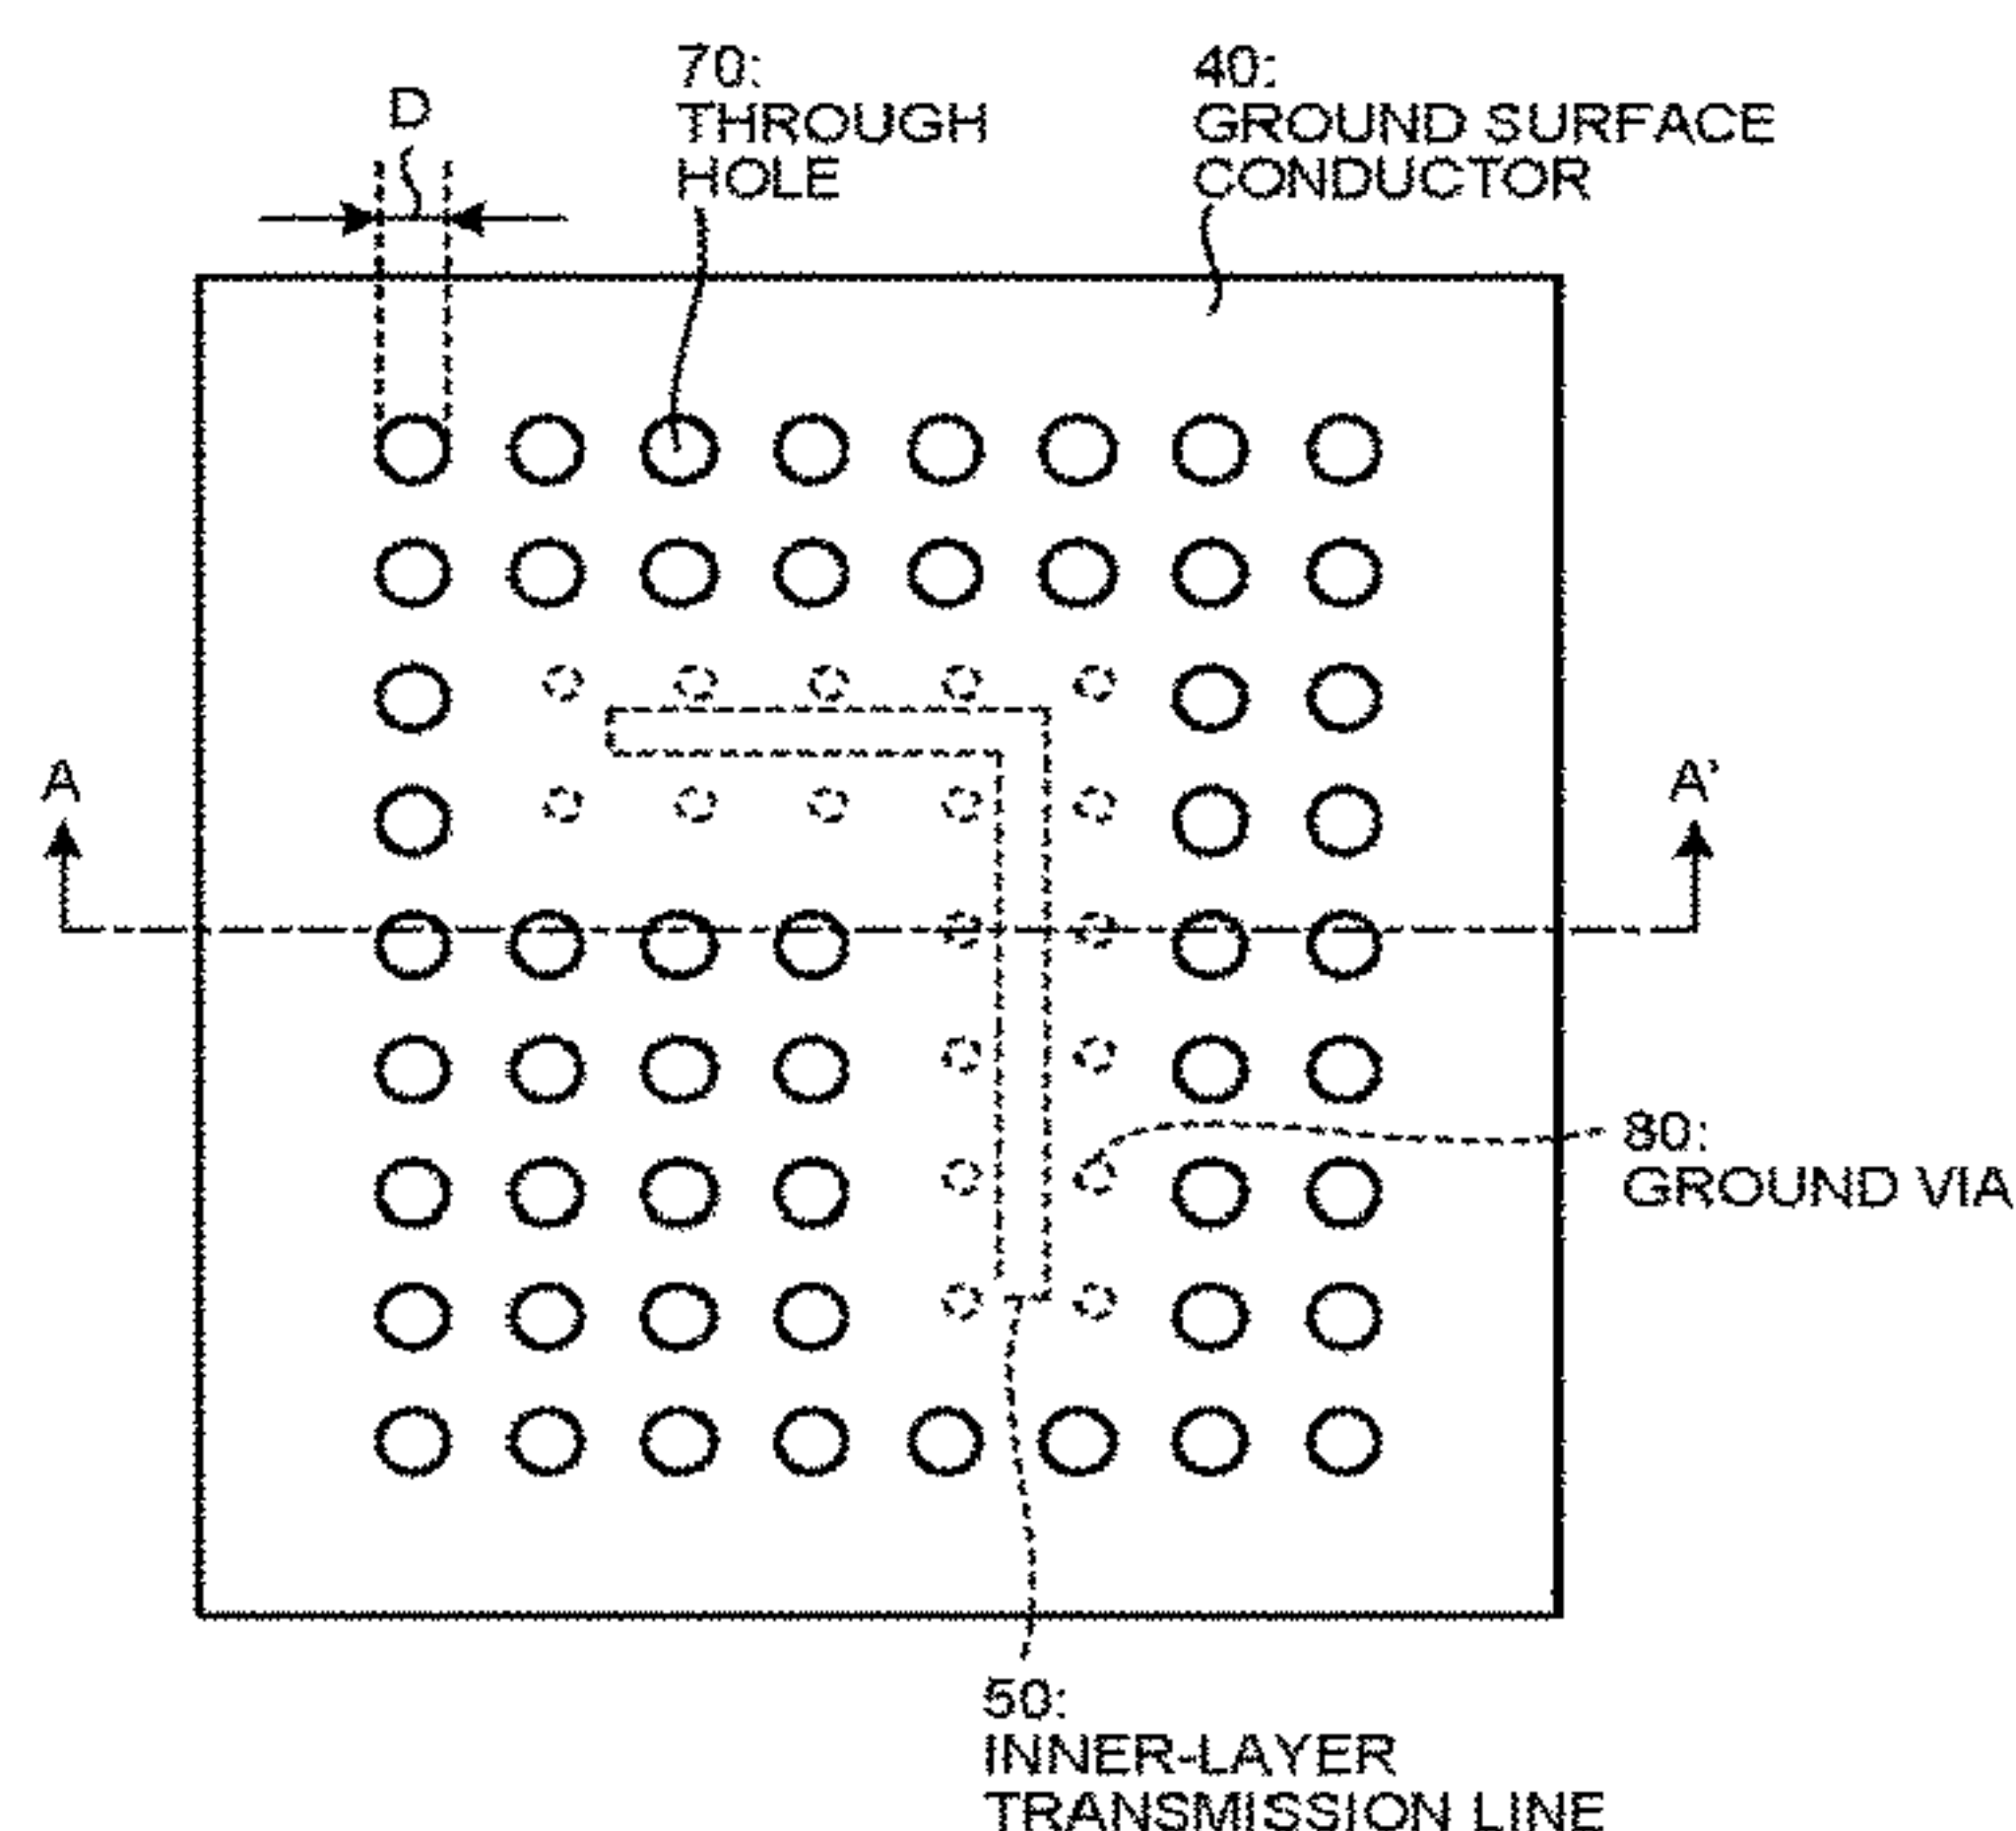 D
70:
THROUGH
HOLE
40:
GROUND SURFACE
CONDUCTOR
A
A'
80:
GROUND VIA
50:
INNER-LAYER
TRANSMISSION LINE